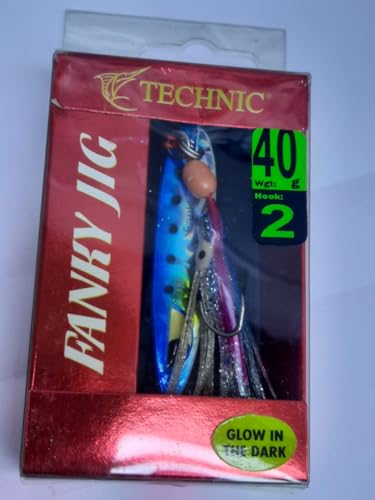 TECHNIC
FANKY JIG
40
Wgt: g
Hook:
2
GLOW IN
THE DARK